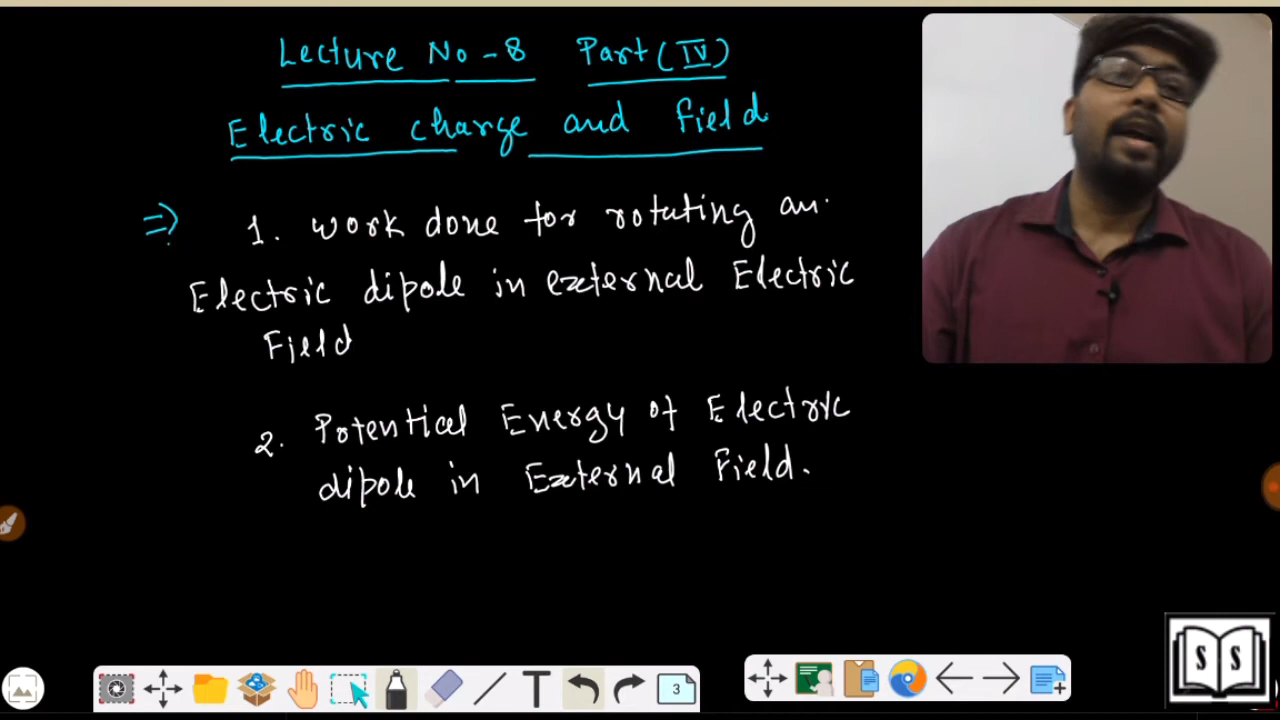 Lecture No - 8 Part (IV)
Electric charge and field
⇒ 1. work done for rotating an
Electric dipole in external Electric
Field
2. Potential Energy of Electric
dipole in External Field.
T
3
S S